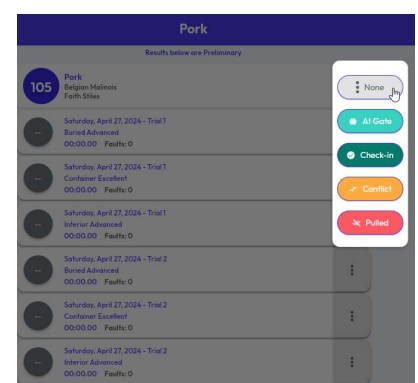 Pork
Results below are Preliminary
105
Pork
Belgian Malinois
Faith Stiles
None
--
Saturday, April 27, 2024 - Trial 1
Buried Advanced
00:00.00 Faults: 0
At Gate
--
Saturday, April 27, 2024 - Trial 1
Container Excellent
00:00.00 Faults: 0
Check-in
--
Saturday, April 27, 2024 - Trial 1
Interior Advanced
00:00.00 Faults: 0
Conflict
Pulled
--
Saturday, April 27, 2024 - Trial 2
Buried Advanced
00:00.00 Faults: 0
--
Saturday, April 27, 2024 - Trial 2
Container Excellent
00:00.00 Faults: 0
--
Saturday, April 27, 2024 - Trial 2
Interior Advanced
00:00.00 Faults: 0